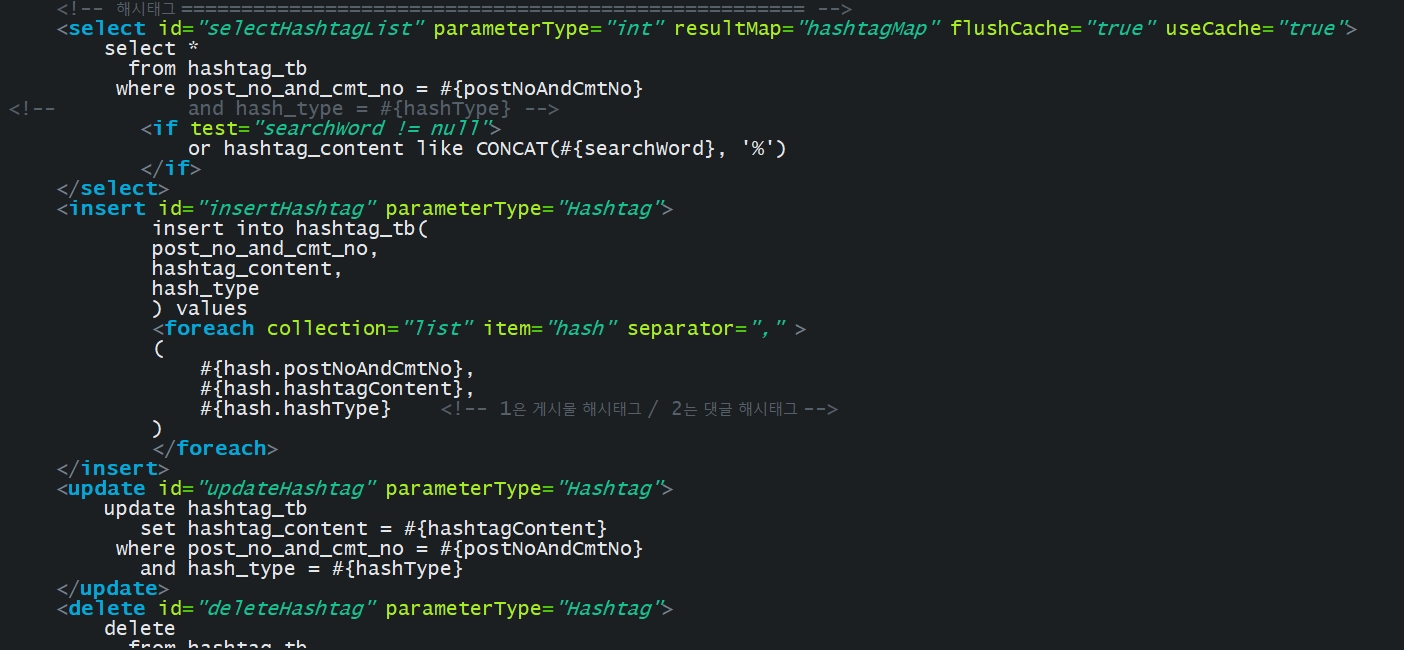 <!-- 해시태그 ==================================================== -->
<select id="selectHashtagList" parameterType="int" resultMap="hashtagMap" flushCache="true" useCache="true">
select *
from hashtag_tb
where post_no_and_cmt_no = #{postNoAndCmtNo}
<!-- and hash_type = #{hashType} -->
<if test="searchWord != null">
or hashtag_content like CONCAT(#{searchWord}, '%')
</if>
</select>
<insert id="insertHashtag" parameterType="Hashtag">
insert into hashtag_tb(
post_no_and_cmt_no,
hashtag_content,
hash_type
) values
<foreach collection="list" item="hash" separator="," >
(
#{hash.postNoAndCmtNo},
#{hash.hashtagContent},
#{hash.hashType} <!-- 1은 게시물 해시태그 / 2는 댓글 해시태그 -->
)
</foreach>
</insert>
<update id="updateHashtag" parameterType="Hashtag">
update hashtag_tb
set hashtag_content = #{hashtagContent}
where post_no_and_cmt_no = #{postNoAndCmtNo}
and hash_type = #{hashType}
</update>
<delete id="deleteHashtag" parameterType="Hashtag">
delete
from hashtag_tb